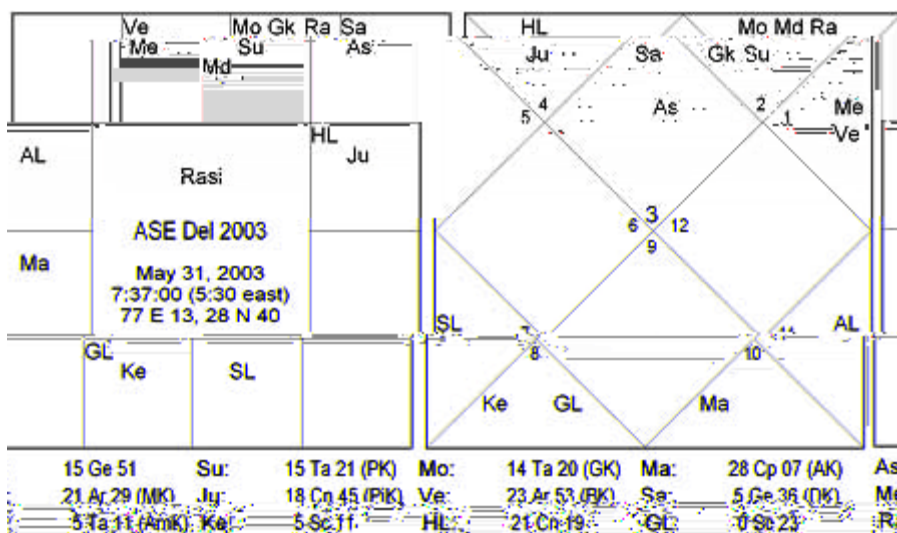 Ve Mo Gk Ra Sa HL Mo Md Ra
Me Su As Ju Sa Gk Su
Md
5 4 As 2 1 Me
Ve
AL HL Ju
Rasi
ASE Del 2003
6 3 12
9
Ma
May 31, 2003
7:37:00 (5:30 east)
77 E 13, 28 N 40
SL AL
GL 8 10
Ke SL Ke GL Ma
15 Ge 51 Su: 15 Ta 21 (PK) Mo: 14 Ta 20 (GK) Ma: 28 Cp 07 (AK) As
21 Ar 29 (MK) Ju: 18 Cn 45 (PiK) Ve: 23 Ar 53 (BK) Sa: 5 Ge 36 (DK) Me
5 Ta 11 (AmK) Ke: 5 Sc 11 HL: 21 Cn 19 GL: 0 Sc 23